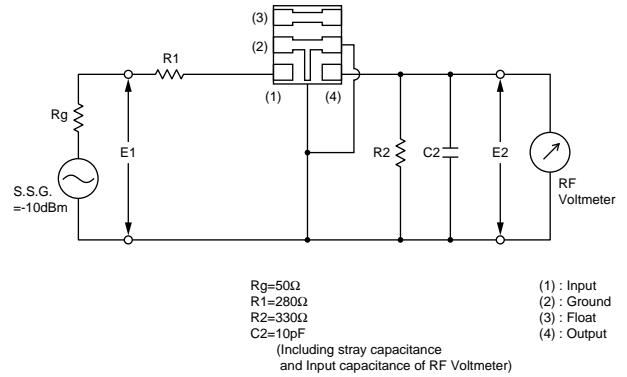 (3)
(2)
R1
(1)
(4)
Rg
E1
R2
C2
E2
S.S.G.
=-10dBm
RF
Voltmeter
Rg=50Ω
R1=280Ω
R2=330Ω
C2=10pF
(Including stray capacitance
and Input capacitance of RF Voltmeter)
(1) : Input
(2) : Ground
(3) : Float
(4) : Output